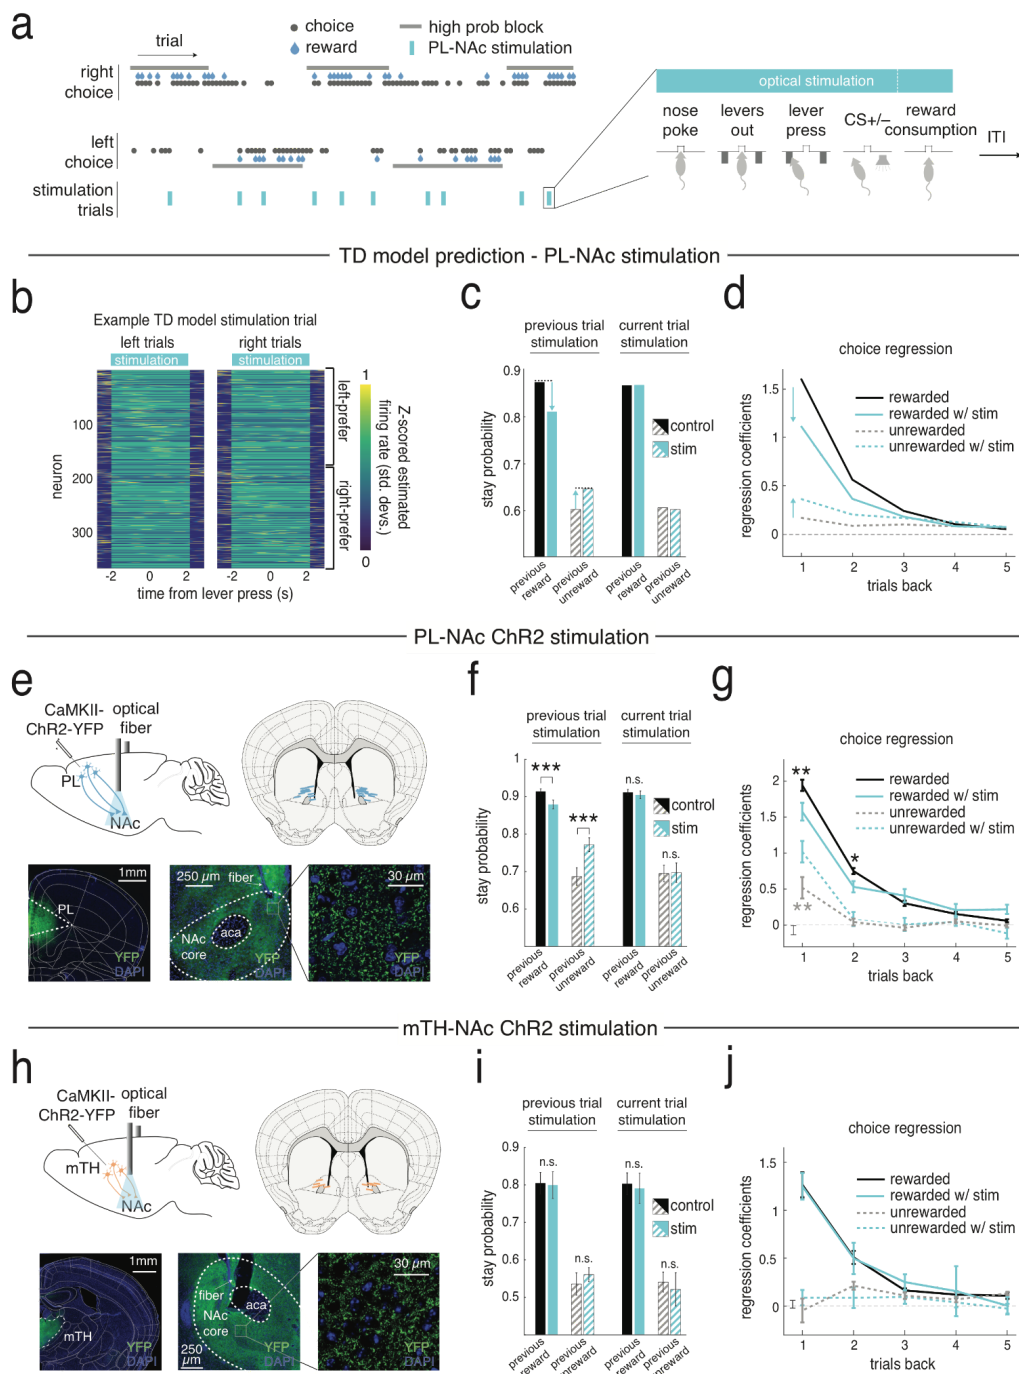 a
trial
choice
reward
high prob block
PL-NAc stimulation
right
choice
left
choice
stimulation
trials
optical stimulation
nose
poke
levers
out
lever
press
CS+/–
reward
consumption
ITI
TD model prediction - PL-NAc stimulation
b
Example TD model stimulation trial
left trials
right trials
stimulation
stimulation
neuron
100
200
300
-2
0
2
-2
0
2
time from lever press (s)
left-prefer
right-prefer
1
0
Z-scored estimated
firing rate (std. devs.)
c
previous trial
stimulation
current trial
stimulation
stay probability
0.9
0.8
0.7
0.6
control
stim
previous
reward
previous
unreward
previous
reward
previous
unreward
d
choice regression
regression coefficients
1.5
1
0.5
0
rewarded
rewarded w/ stim
unrewarded
unrewarded w/ stim
1
2
3
4
5
trials back
PL-NAc ChR2 stimulation
e
CaMKII-
ChR2-YFP
optical
fiber
PL
NAc
1mm
PL
YFP
DAPI
250 µm
fiber
NAc
core
aca
YFP
DAPI
30 µm
YFP
DAPI
f
previous trial
stimulation
current trial
stimulation
stay probability
1
0.9
0.8
0.7
0.6
***
***
n.s.
n.s.
control
stim
previous
reward
previous
unreward
previous
reward
previous
unreward
g
choice regression
regression coefficients
2
1.5
1
0.5
0
**
*
**
rewarded
rewarded w/ stim
unrewarded
unrewarded w/ stim
1
2
3
4
5
trials back
mTH-NAc ChR2 stimulation
h
CaMKII-
ChR2-YFP
optical
fiber
mTH
NAc
1mm
mTH
YFP
DAPI
fiber
NAc
core
aca
250
µm
YFP
DAPI
30 µm
YFP
DAPI
i
previous trial
stimulation
current trial
stimulation
stay probability
0.9
0.8
0.7
0.6
0.5
n.s.
n.s.
n.s.
n.s.
control
stim
previous
reward
previous
unreward
previous
reward
previous
unreward
j
choice regression
regression coefficients
1.5
1
0.5
0
rewarded
rewarded w/ stim
unrewarded
unrewarded w/ stim
1
2
3
4
5
trials back